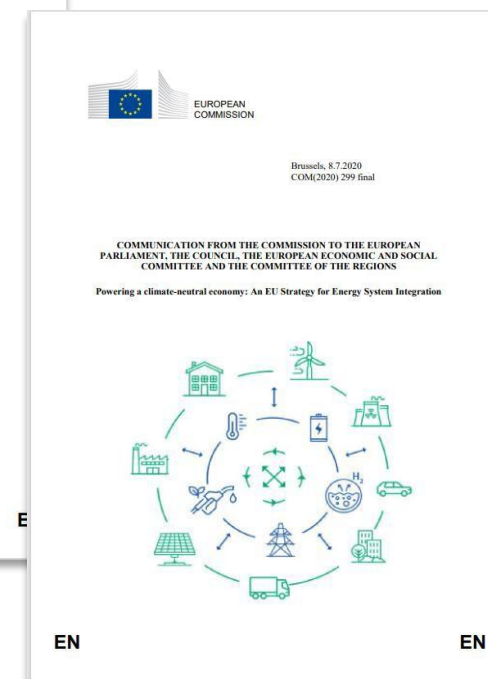 EUROPEAN
COMMISSION
Brussels, 8.7.2020
COM(2020) 299 final
COMMUNICATION FROM THE COMMISSION TO THE EUROPEAN
PARLIAMENT, THE COUNCIL, THE EUROPEAN ECONOMIC AND SOCIAL
COMMITTEE AND THE COMMITTEE OF THE REGIONS
Powering a climate-neutral economy: An EU Strategy for Energy System Integration
H2
EN
EN